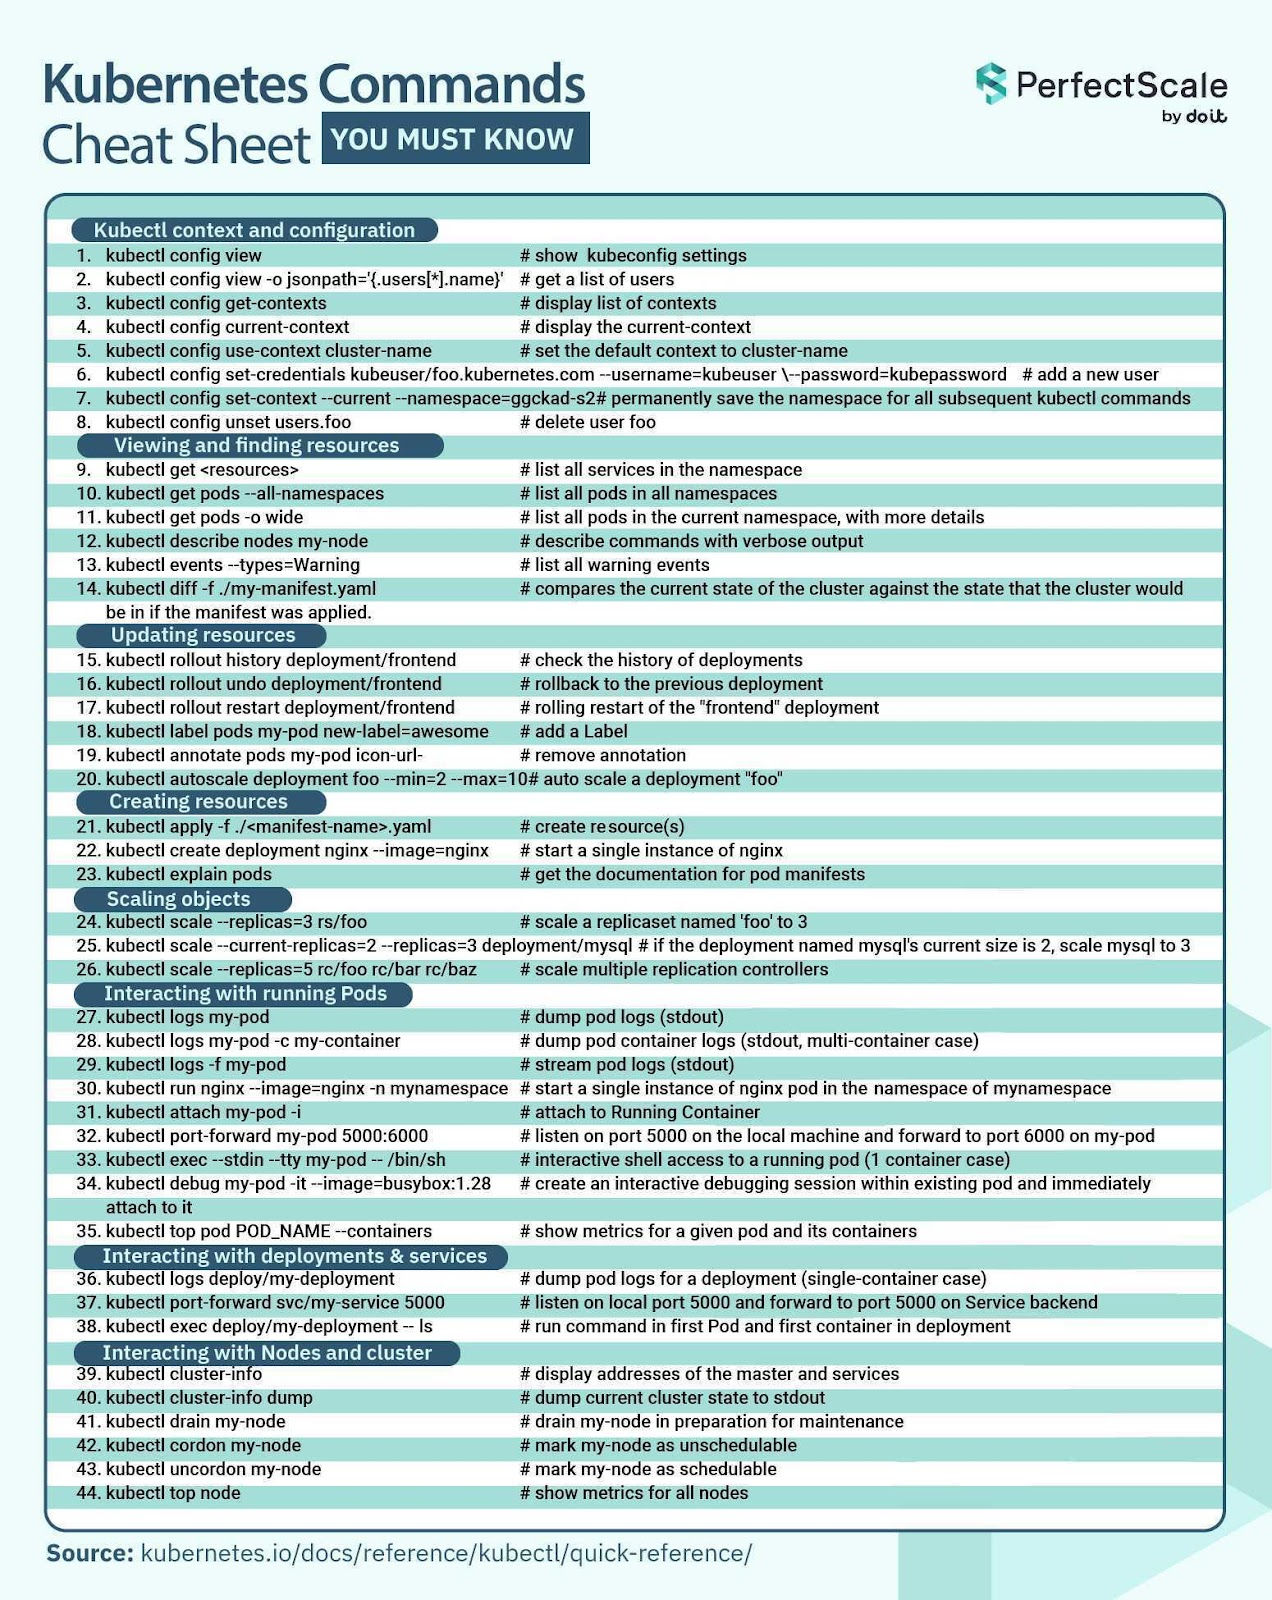 Kubernetes Commands
Cheat Sheet YOU MUST KNOW
PerfectScale
by doit
Kubectl context and configuration
1. kubectl config view # show kubeconfig settings
2. kubectl config view -o jsonpath='{.users[*].name}' # get a list of users
3. kubectl config get-contexts # display list of contexts
4. kubectl config current-context # display the current-context
5. kubectl config use-context cluster-name # set the default context to cluster-name
6. kubectl config set-credentials kubeuser/foo.kubernetes.com --username=kubeuser \--password=kubepassword # add a new user
7. kubectl config set-context --current --namespace=ggckad-s2# permanently save the namespace for all subsequent kubectl commands
8. kubectl config unset users.foo # delete user foo
Viewing and finding resources
9. kubectl get <resources> # list all services in the namespace
10. kubectl get pods --all-namespaces # list all pods in all namespaces
11. kubectl get pods -o wide # list all pods in the current namespace, with more details
12. kubectl describe nodes my-node # describe commands with verbose output
13. kubectl events --types=Warning # list all warning events
14. kubectl diff -f ./my-manifest.yaml # compares the current state of the cluster against the state that the cluster would
be in if the manifest was applied.
Updating resources
15. kubectl rollout history deployment/frontend # check the history of deployments
16. kubectl rollout undo deployment/frontend # rollback to the previous deployment
17. kubectl rollout restart deployment/frontend # rolling restart of the "frontend" deployment
18. kubectl label pods my-pod new-label=awesome # add a Label
19. kubectl annotate pods my-pod icon-url- # remove annotation
20. kubectl autoscale deployment foo --min=2 --max=10# auto scale a deployment "foo"
Creating resources
21. kubectl apply -f ./<manifest-name>.yaml # create resource(s)
22. kubectl create deployment nginx --image=nginx # start a single instance of nginx
23. kubectl explain pods # get the documentation for pod manifests
Scaling objects
24. kubectl scale --replicas=3 rs/foo # scale a replicaset named 'foo' to 3
25. kubectl scale --current-replicas=2 --replicas=3 deployment/mysql # if the deployment named mysql's current size is 2, scale mysql to 3
26. kubectl scale --replicas=5 rc/foo rc/bar rc/baz # scale multiple replication controllers
Interacting with running Pods
27. kubectl logs my-pod # dump pod logs (stdout)
28. kubectl logs my-pod -c my-container # dump pod container logs (stdout, multi-container case)
29. kubectl logs -f my-pod # stream pod logs (stdout)
30. kubectl run nginx --image=nginx -n mynamespace # start a single instance of nginx pod in the namespace of mynamespace
31. kubectl attach my-pod -i # attach to Running Container
32. kubectl port-forward my-pod 5000:6000 # listen on port 5000 on the local machine and forward to port 6000 on my-pod
33. kubectl exec --stdin --tty my-pod -- /bin/sh # interactive shell access to a running pod (1 container case)
34. kubectl debug my-pod -it --image=busybox:1.28 # create an interactive debugging session within existing pod and immediately
attach to it
35. kubectl top pod POD_NAME --containers # show metrics for a given pod and its containers
Interacting with deployments & services
36. kubectl logs deploy/my-deployment # dump pod logs for a deployment (single-container case)
37. kubectl port-forward svc/my-service 5000 # listen on local port 5000 and forward to port 5000 on Service backend
38. kubectl exec deploy/my-deployment -- ls # run command in first Pod and first container in deployment
Interacting with Nodes and cluster
39. kubectl cluster-info # display addresses of the master and services
40. kubectl cluster-info dump # dump current cluster state to stdout
41. kubectl drain my-node # drain my-node in preparation for maintenance
42. kubectl cordon my-node # mark my-node as unschedulable
43. kubectl uncordon my-node # mark my-node as schedulable
44. kubectl top node # show metrics for all nodes
Source: kubernetes.io/docs/reference/kubectl/quick-reference/